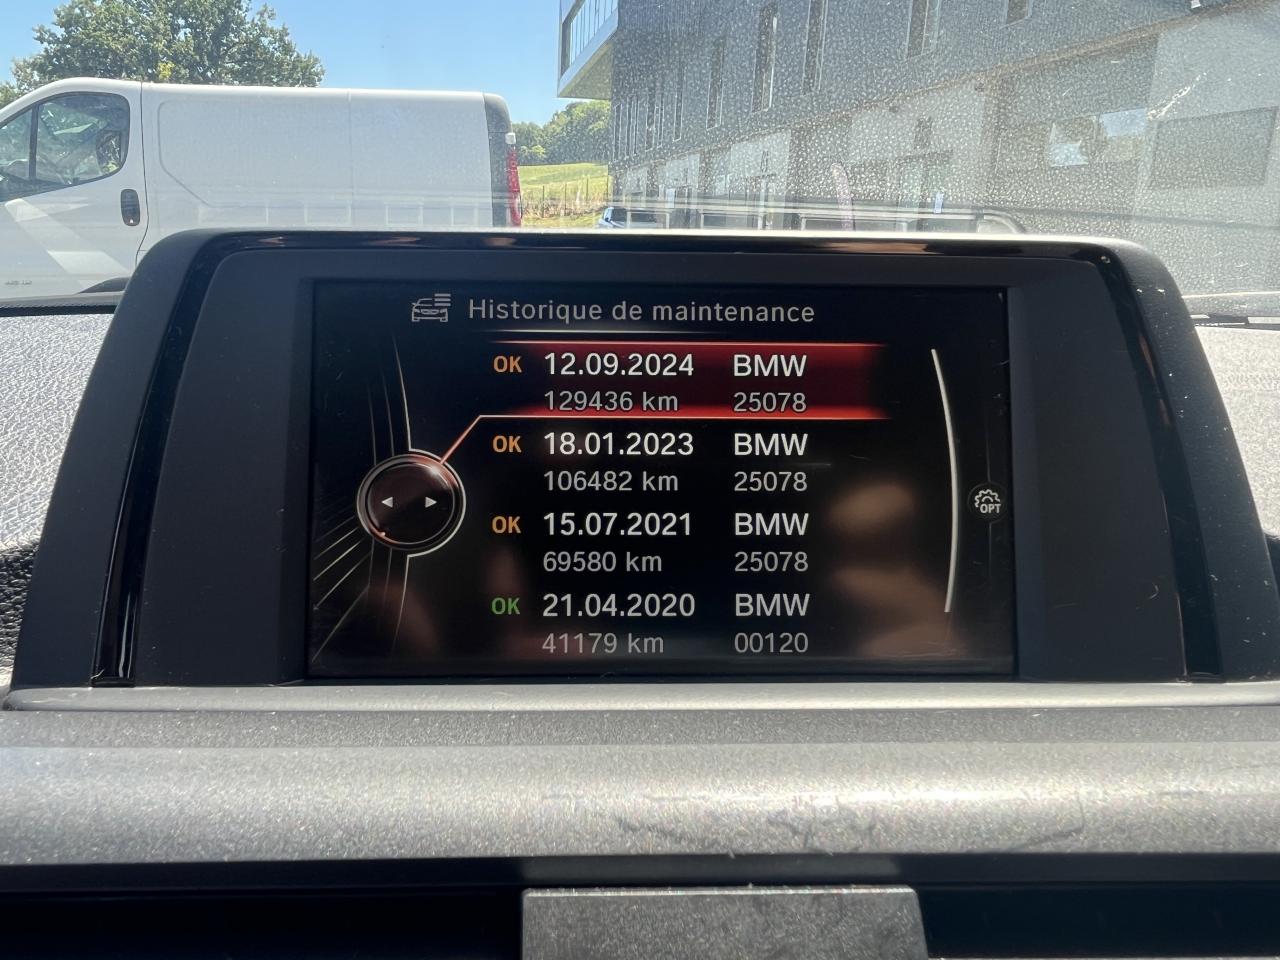 Historique de maintenance
OK 12.09.2024 BMW
129436 km 25078
OK 18.01.2023 BMW
106482 km 25078
OK 15.07.2021 BMW
69580 km 25078
OK 21.04.2020 BMW
41179 km 00120
OPT